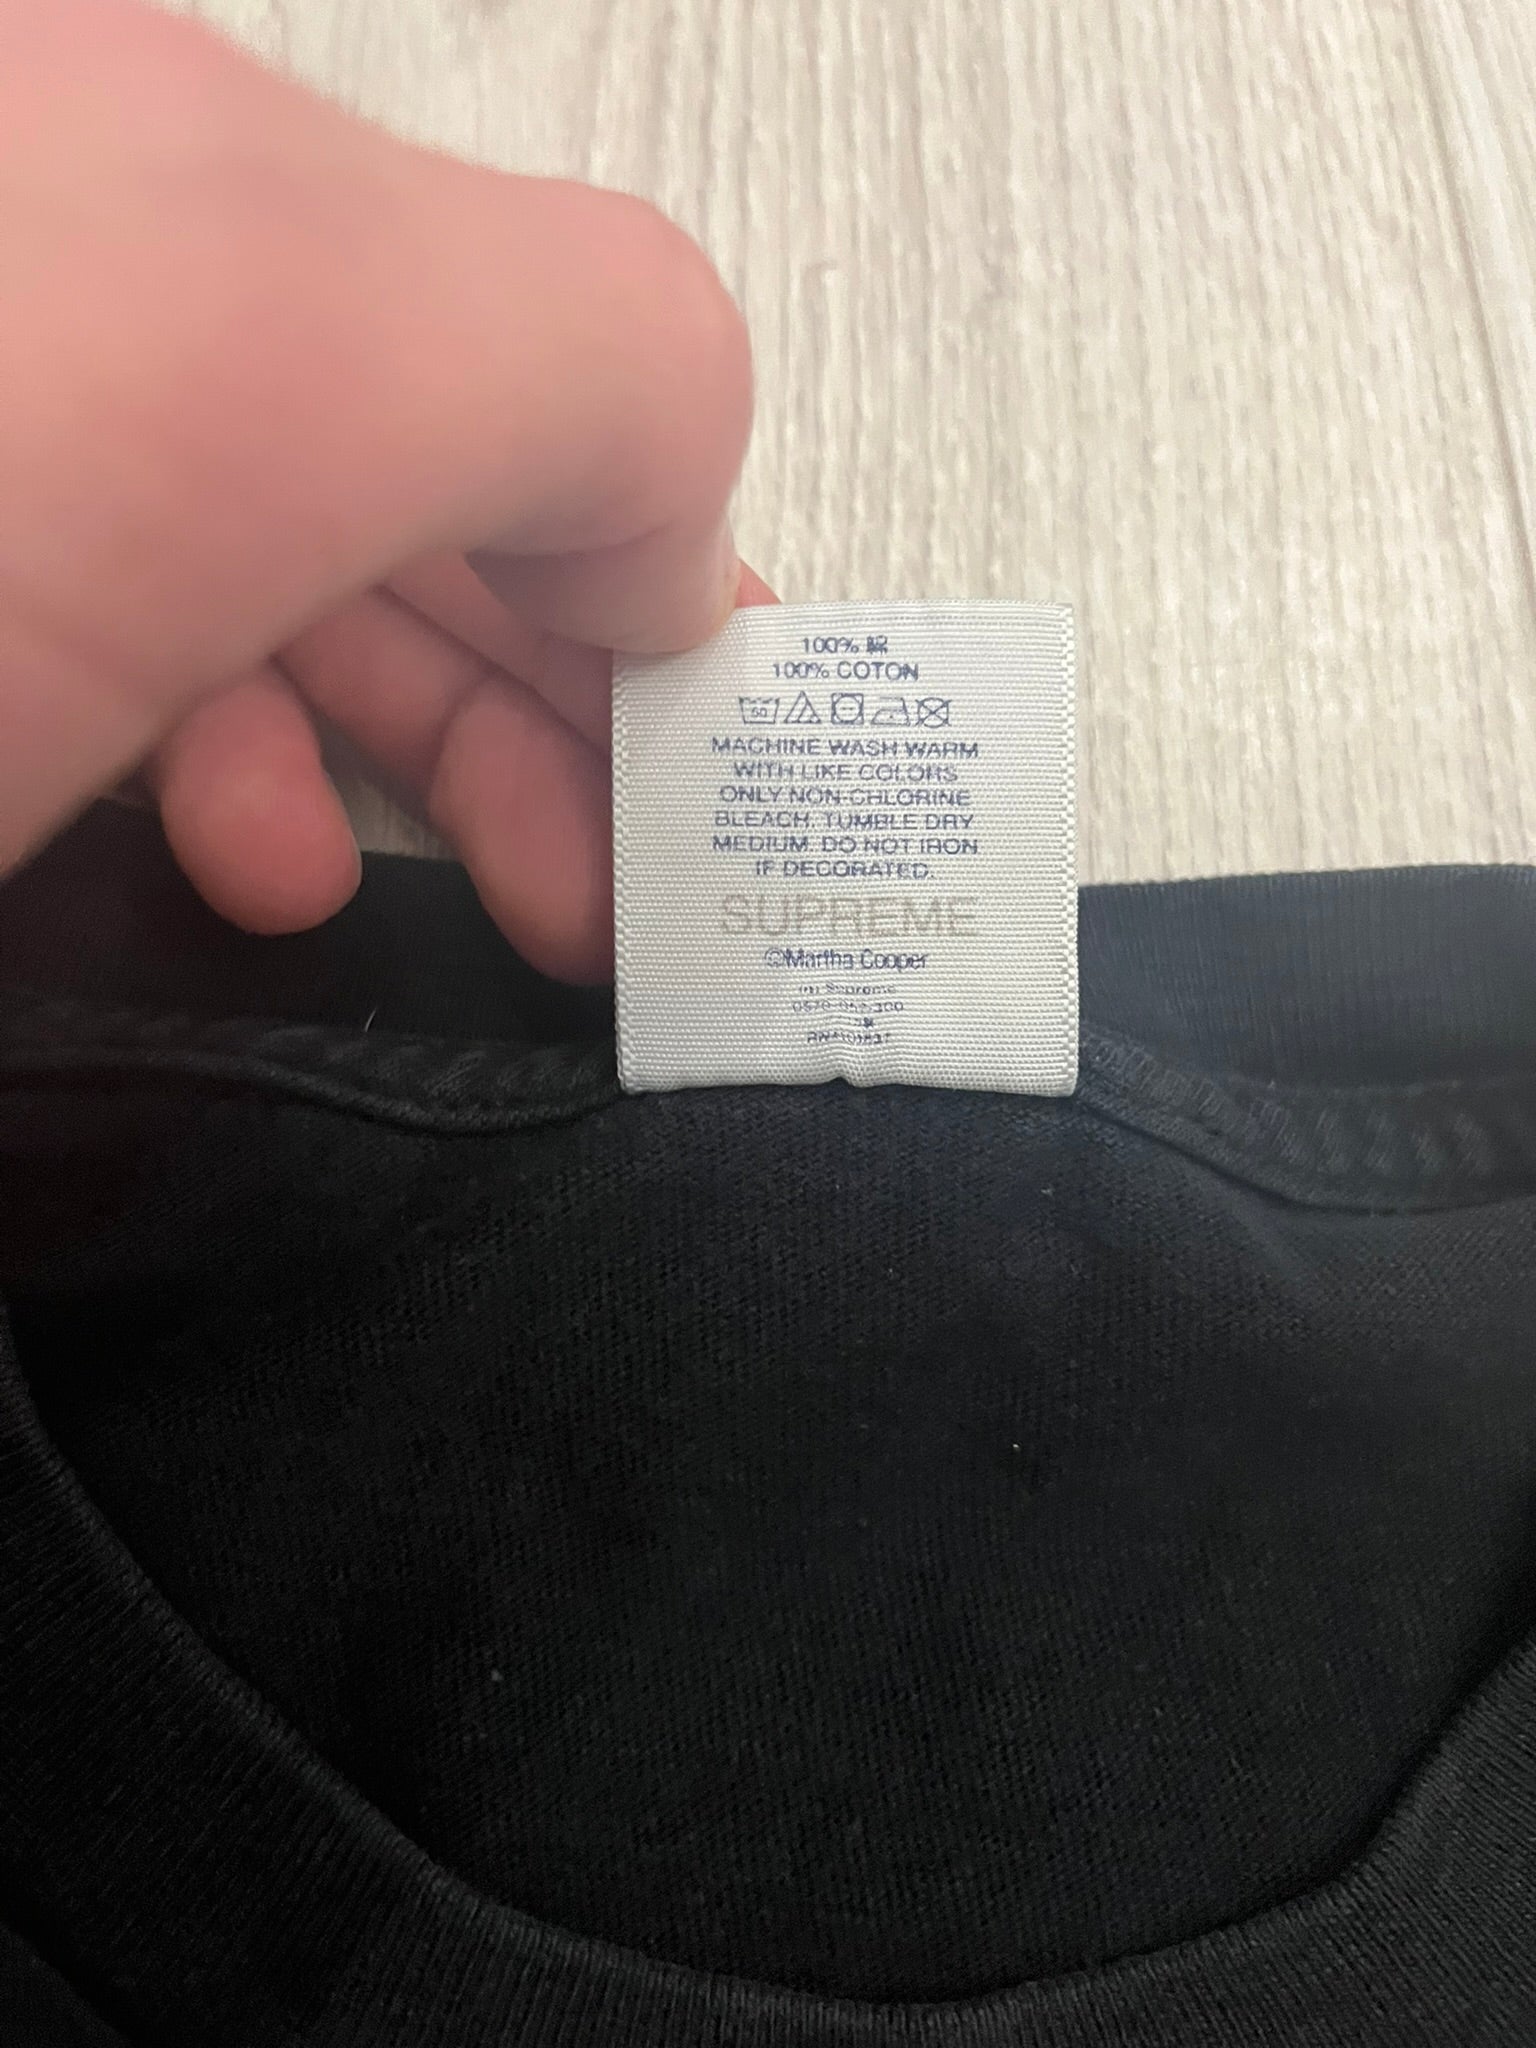 100% 綿
100% COTON
MACHINE WASH WARM
WITH LIKE COLORS
ONLY NON-CHLORINE
BLEACH. TUMBLE DRY
MEDIUM. DO NOT IRON
IF DECORATED.
SUPREME
©Martha Cooper
Supreme